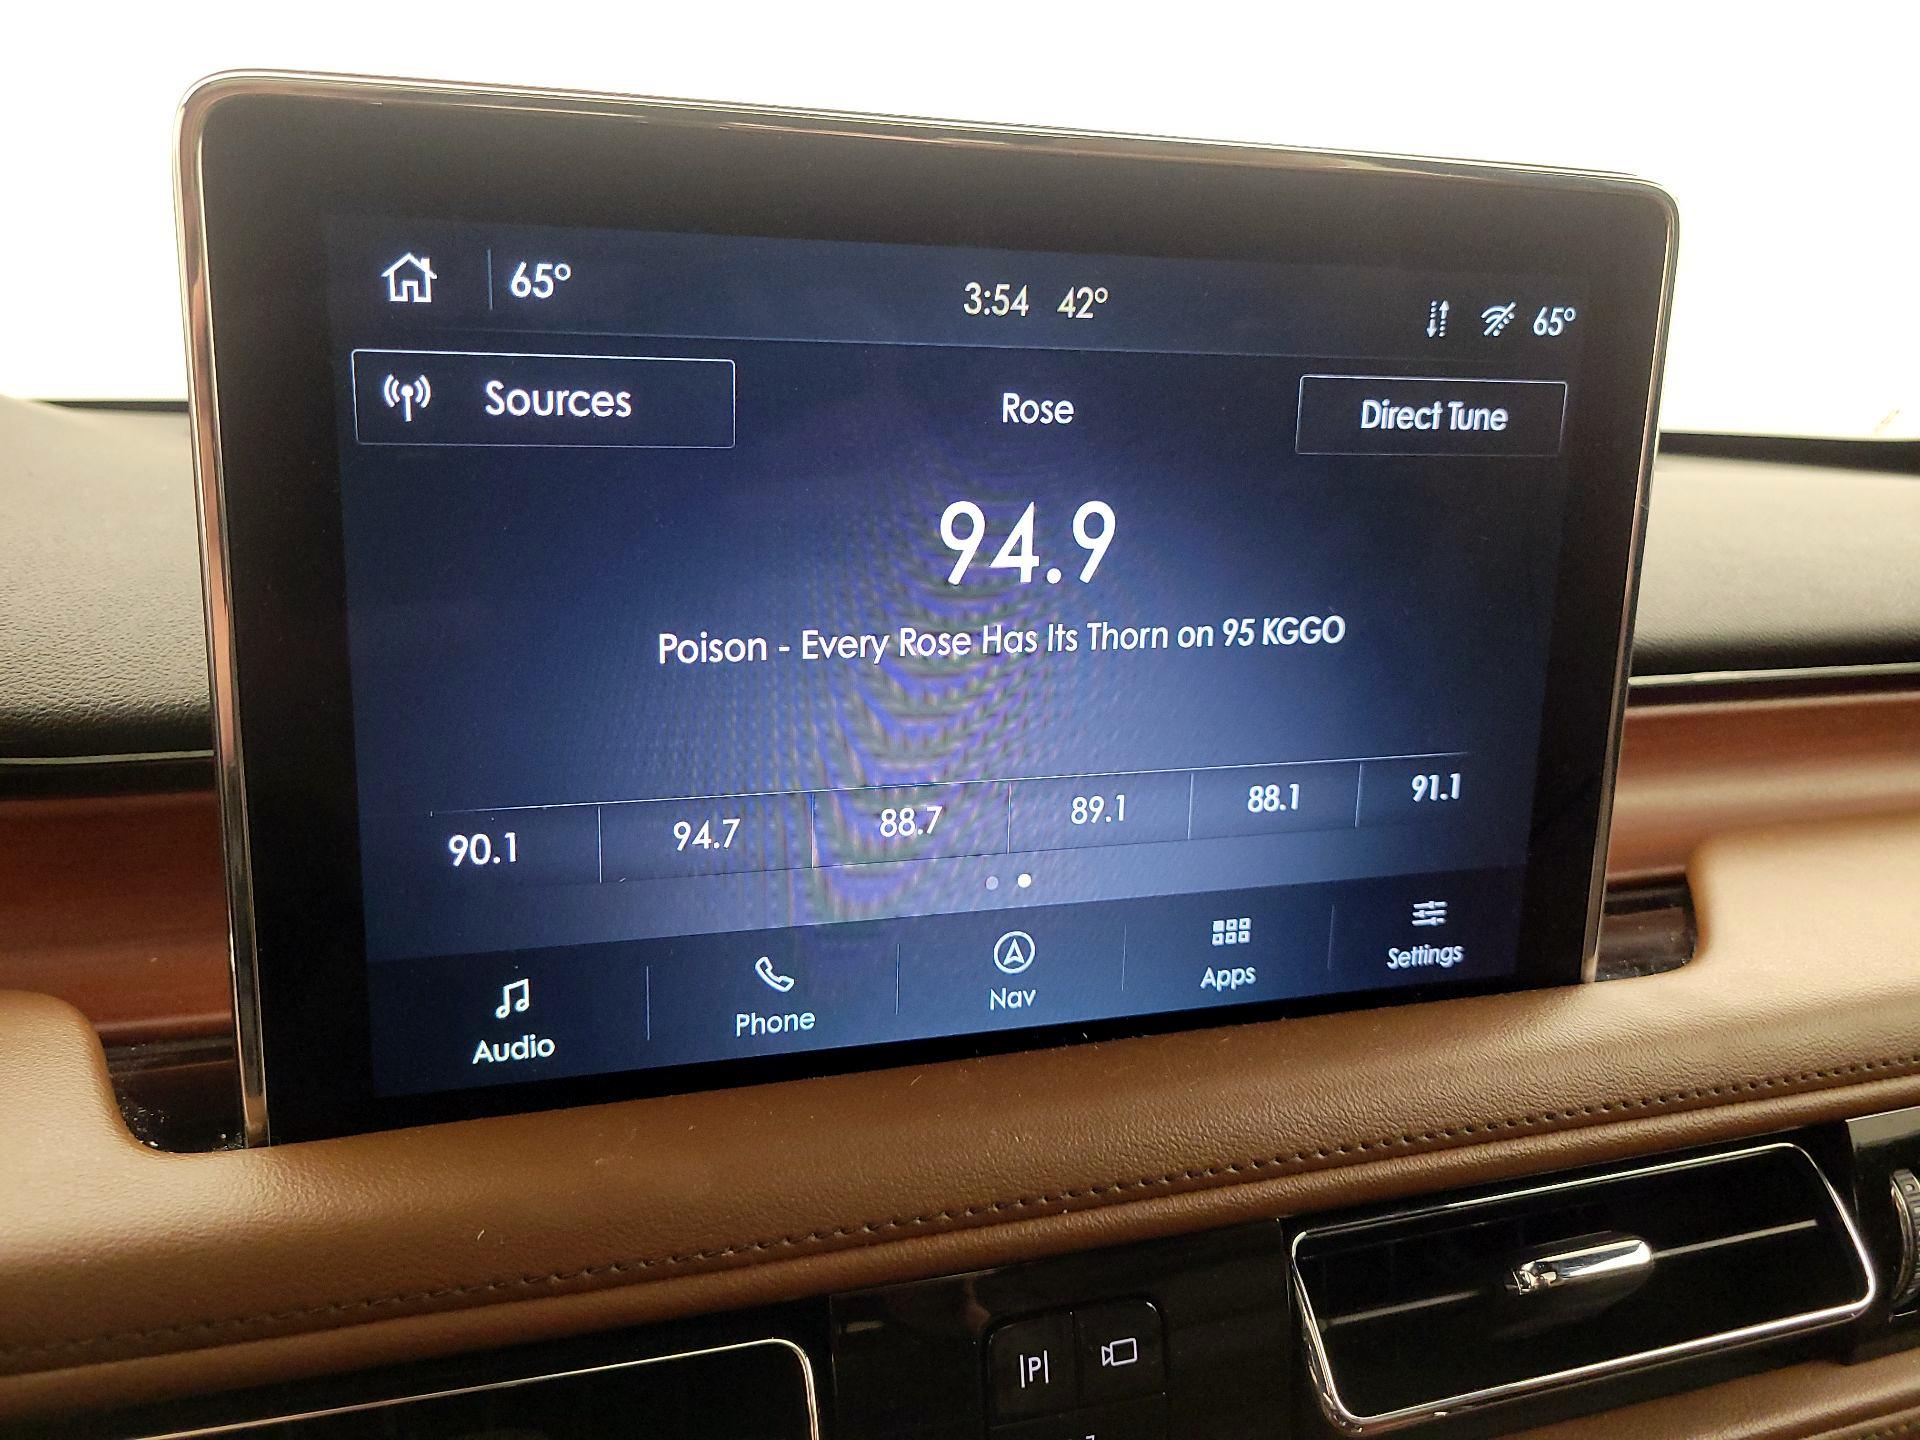 65°
3:54 42°
65°
Sources
Rose
Direct Tune
94.9
Poison - Every Rose Has Its Thorn on 95 KGGO
90.1 94.7 88.7 89.1 88.1 91.1
Audio Phone Nav Apps Settings
P